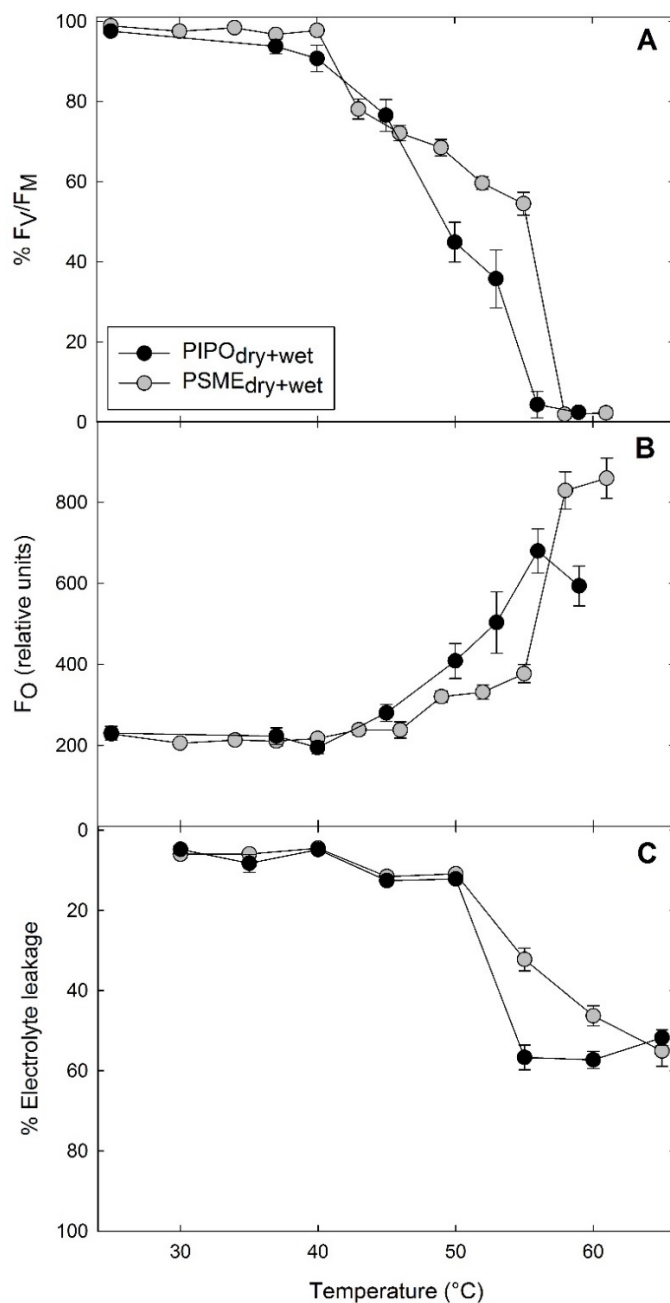 100
A
80
60
% FV/FM
40
20
0
PIPOdry+wet
PSMEdry+wet
B
800
600
FO (relative units)
400
200
0
C
20
40
% Electrolyte leakage
60
80
100
30 40 50 60
Temperature (°C)